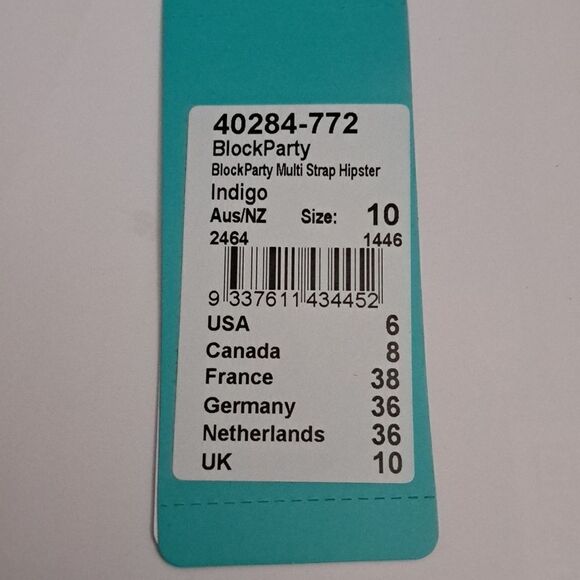 40284-772
BlockParty
BlockParty Multi Strap Hipster
Indigo
Aus/NZ Size: 10
2464 1446
9 337611 434452
USA 6
Canada 8
France 38
Germany 36
Netherlands 36
UK 10